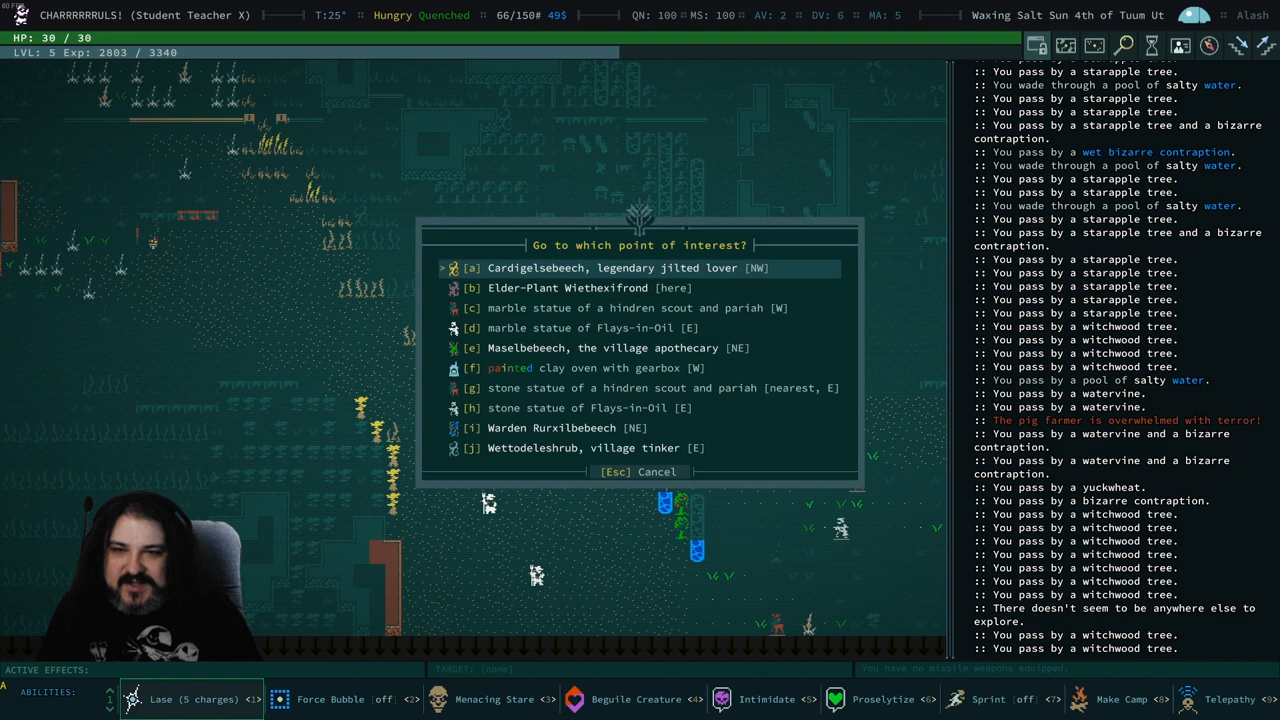 60 FPS
CHARRRRRRULS! (Student Teacher X) T:25° Hungry Quenched :: 66/150# 49$ :: QN: 100 :: MS: 100 :: AV: 2 :: DV: 6 :: MA: 5 Waxing Salt Sun 4th of Tuum Ut Alash
HP: 30 / 30
LVL: 5 Exp: 2803 / 3340
Go to which point of interest?
> [a] Cardigelsebeech, legendary jilted lover [NW]
[b] Elder-Plant Wiethexifrond [here]
[c] marble statue of a hindren scout and pariah [W]
[d] marble statue of Flays-in-Oil [E]
[e] Maselbebeech, the village apothecary [NE]
[f] painted clay oven with gearbox [W]
[g] stone statue of a hindren scout and pariah [nearest, E]
[h] stone statue of Flays-in-Oil [E]
[i] Warden Rurxilbebeech [NE]
[j] Wettodeleshrub, village tinker [E]
[Esc] Cancel
:: You pass by a starapple tree.
:: You wade through a pool of salty water.
:: You pass by a starapple tree.
:: You pass by a starapple tree.
:: You pass by a starapple tree and a bizarre
contraption.
:: You pass by a wet bizarre contraption.
:: You wade through a pool of salty water.
:: You pass by a starapple tree.
:: You pass by a starapple tree.
:: You wade through a pool of salty water.
:: You pass by a starapple tree.
:: You pass by a starapple tree and a bizarre
contraption.
:: You pass by a starapple tree.
:: You pass by a starapple tree.
:: You pass by a starapple tree.
:: You pass by a starapple tree.
:: You pass by a starapple tree.
:: You pass by a witchwood tree.
:: You pass by a witchwood tree.
:: You pass by a witchwood tree.
:: You pass by a witchwood tree.
:: You pass by a pool of salty water.
:: You pass by a watervine.
:: You pass by a watervine.
:: The pig farmer is overwhelmed with terror!
:: You pass by a watervine and a bizarre
contraption.
:: You pass by a watervine and a bizarre
contraption.
:: You pass by a yuckwheat.
:: You pass by a bizarre contraption.
:: You pass by a witchwood tree.
:: You pass by a witchwood tree.
:: You pass by a witchwood tree.
:: You pass by a witchwood tree.
:: You pass by a witchwood tree.
:: You pass by a witchwood tree.
:: You pass by a witchwood tree.
:: There doesn't seem to be anywhere else to
explore.
:: You pass by a witchwood tree.
:: You pass by a witchwood tree.
ACTIVE EFFECTS: TARGET: [none] You have no missile weapons equipped.
A
ABILITIES: 1 Lase (5 charges) <1> Force Bubble [off] <2> Menacing Stare <3> Beguile Creature <4> Intimidate <5> Proselytize <6> Sprint [off] <7> Make Camp <8> Telepathy <9>